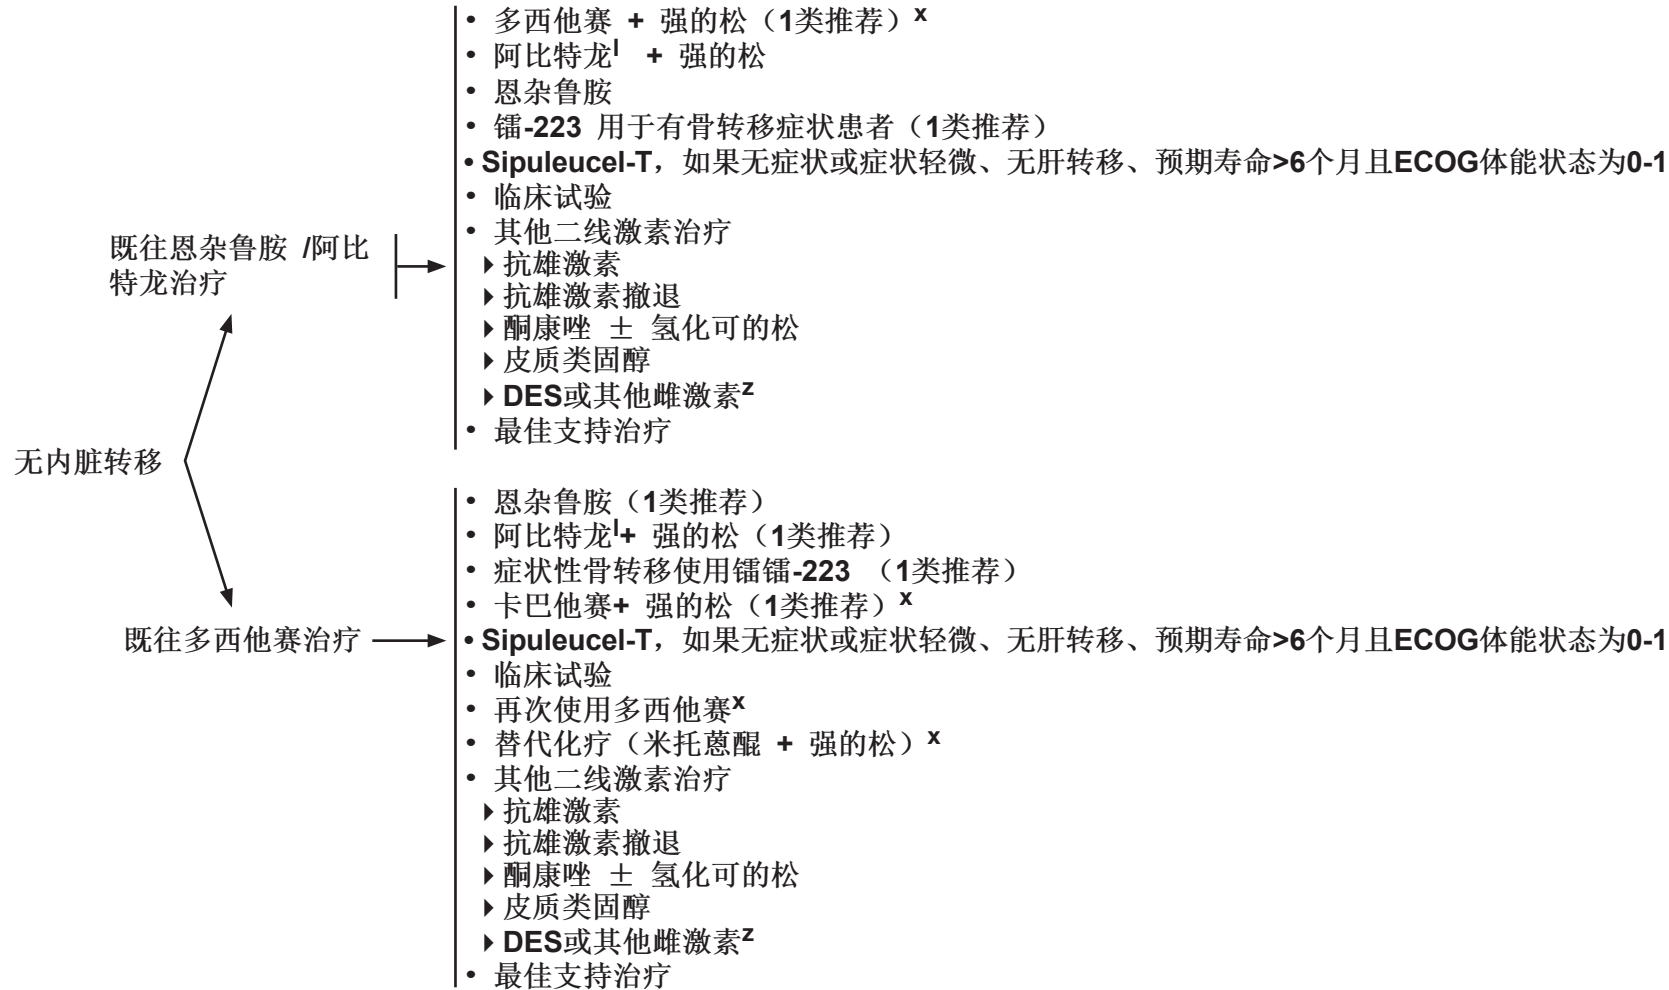 • 多西他赛 + 强的松（1类推荐）x
• 阿比特龙l + 强的松
• 恩杂鲁胺
• 镭-223 用于有骨转移症状患者（1类推荐）
• Sipuleucel-T，如果无症状或症状轻微、无肝转移、预期寿命>6个月且ECOG体能状态为0-1
• 临床试验
• 其他二线激素治疗
既往恩杂鲁胺 /阿比
特龙治疗
▸抗雄激素
▸抗雄激素撤退
▸酮康唑 ± 氢化可的松
▸皮质类固醇
▸DES或其他雌激素z
• 最佳支持治疗
无内脏转移
• 恩杂鲁胺（1类推荐）
• 阿比特龙l+ 强的松（1类推荐）
• 症状性骨转移使用镭镭-223 （1类推荐）
• 卡巴他赛+ 强的松（1类推荐）x
既往多西他赛治疗
• Sipuleucel-T，如果无症状或症状轻微、无肝转移、预期寿命>6个月且ECOG体能状态为0-1
• 临床试验
• 再次使用多西他赛x
• 替代化疗（米托蒽醌 + 强的松）x
• 其他二线激素治疗
▸抗雄激素
▸抗雄激素撤退
▸酮康唑 ± 氢化可的松
▸皮质类固醇
▸DES或其他雌激素z
• 最佳支持治疗